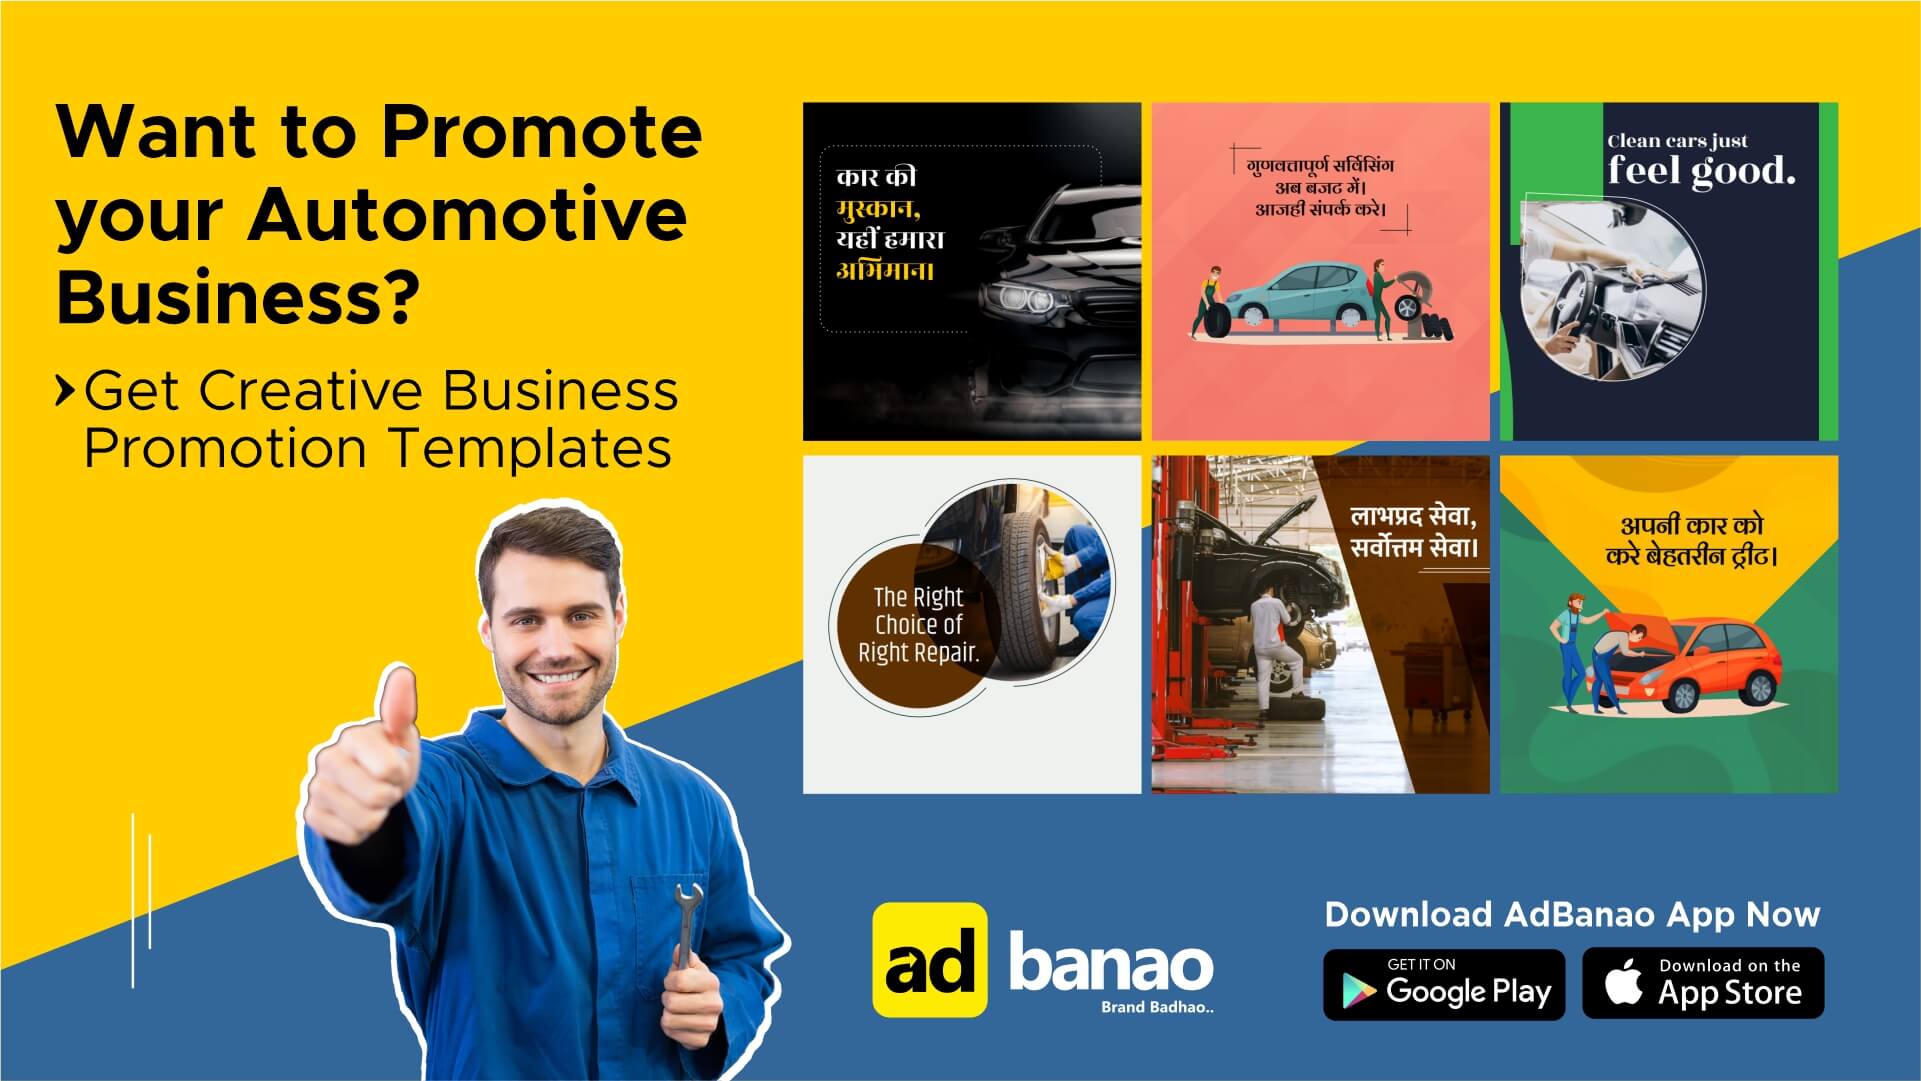 Want to Promote
your Automotive
Business?
Get Creative Business
Promotion Templates
कार की
मुस्कान,
यहीं हमारा
अभिमान।
गुणवत्तापूर्ण सर्विसिंग
अब बजट में।
आजही संपर्क करे।
Clean cars just
feel good.
The Right
Choice of
Right Repair.
लाभप्रद सेवा,
सर्वोत्तम सेवा।
अपनी कार को
करे बेहतरीन ट्रीट।
ad banao
Brand Badhao..
Download AdBanao App Now
GET IT ON
Google Play
Download on the
App Store